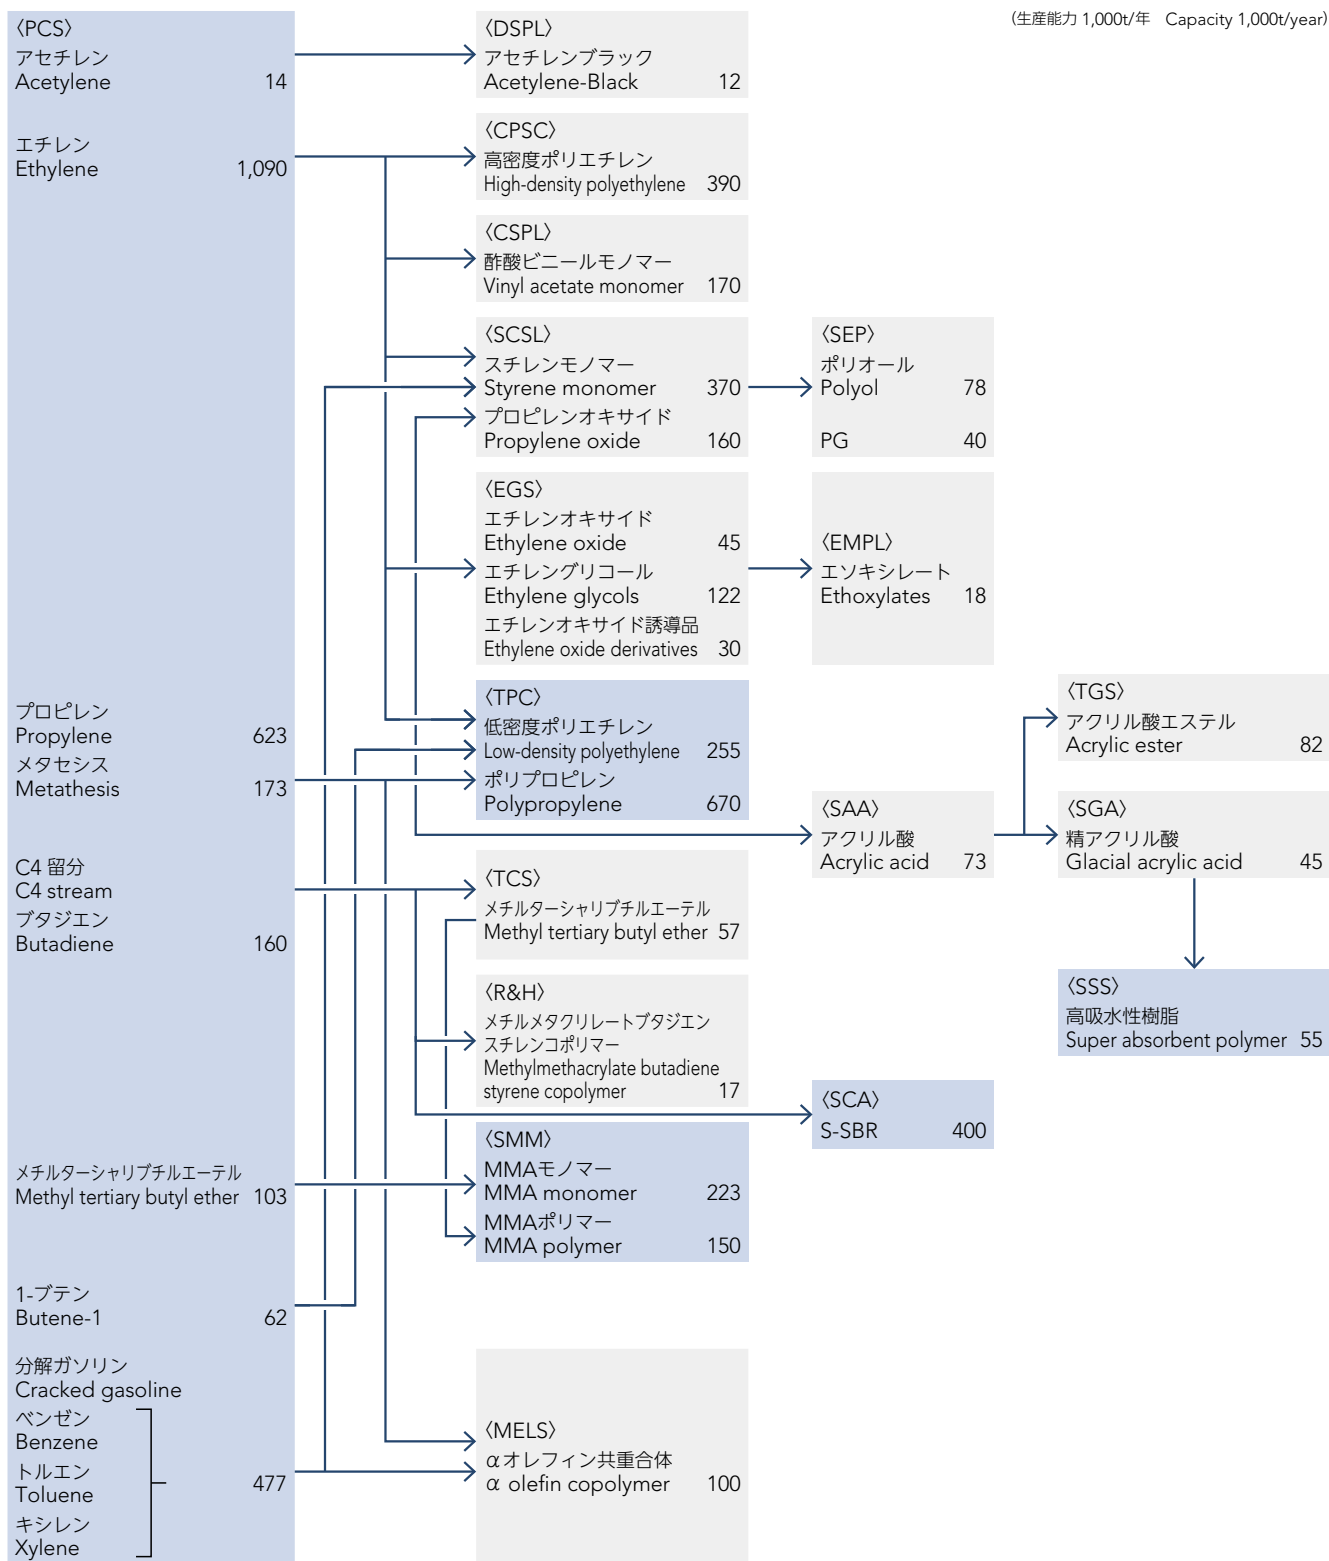 (生産能力 1,000t/年 Capacity 1,000t/year)
〈PCS〉
アセチレン
Acetylene 14
エチレン
Ethylene 1,090
プロピレン
Propylene 623
メタセシス
Metathesis 173
C4 留分
C4 stream
ブタジエン
Butadiene 160
メチルターシャリブチルエーテル
Methyl tertiary butyl ether 103
1-ブテン
Butene-1 62
分解ガソリン
Cracked gasoline
ベンゼン
Benzene
トルエン
Toluene
477
キシレン
Xylene
〈DSPL〉
アセチレンブラック
Acetylene-Black 12
〈CPSC〉
高密度ポリエチレン
High-density polyethylene 390
〈CSPL〉
酢酸ビニールモノマー
Vinyl acetate monomer 170
〈SCSL〉
スチレンモノマー
Styrene monomer 370
プロピレンオキサイド
Propylene oxide 160
〈EGS〉
エチレンオキサイド
Ethylene oxide 45
エチレングリコール
Ethylene glycols 122
エチレンオキサイド誘導品
Ethylene oxide derivatives 30
〈TPC〉
低密度ポリエチレン
Low-density polyethylene 255
ポリプロピレン
Polypropylene 670
〈TCS〉
メチルターシャリブチルエーテル
Methyl tertiary butyl ether 57
〈R&H〉
メチルメタクリレートブタジエン
スチレンコポリマー
Methylmethacrylate butadiene
styrene copolymer 17
〈SMM〉
MMAモノマー
MMA monomer 223
MMAポリマー
MMA polymer 150
〈MELS〉
αオレフィン共重合体
α olefin copolymer 100
〈SEP〉
ポリオール
Polyol 78
PG 40
〈EMPL〉
エソキシレート
Ethoxylates 18
〈SAA〉
アクリル酸
Acrylic acid 73
〈SCA〉
S-SBR 400
〈TGS〉
アクリル酸エステル
Acrylic ester 82
〈SGA〉
精アクリル酸
Glacial acrylic acid 45
〈SSS〉
高吸水性樹脂
Super absorbent polymer 55